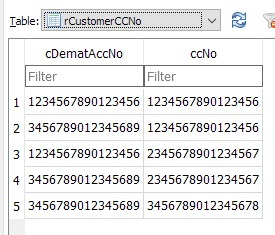 Table: rCustomerCCNo
cDematAccNo ccNo
Filter Filter
1 1234567890123456 1234567890123456
2 3456789012345689 1234567890123456
3 1234567890123456 2345678901234567
4 3456789012345689 2345678901234567
5 3456789012345689 3456789012345678